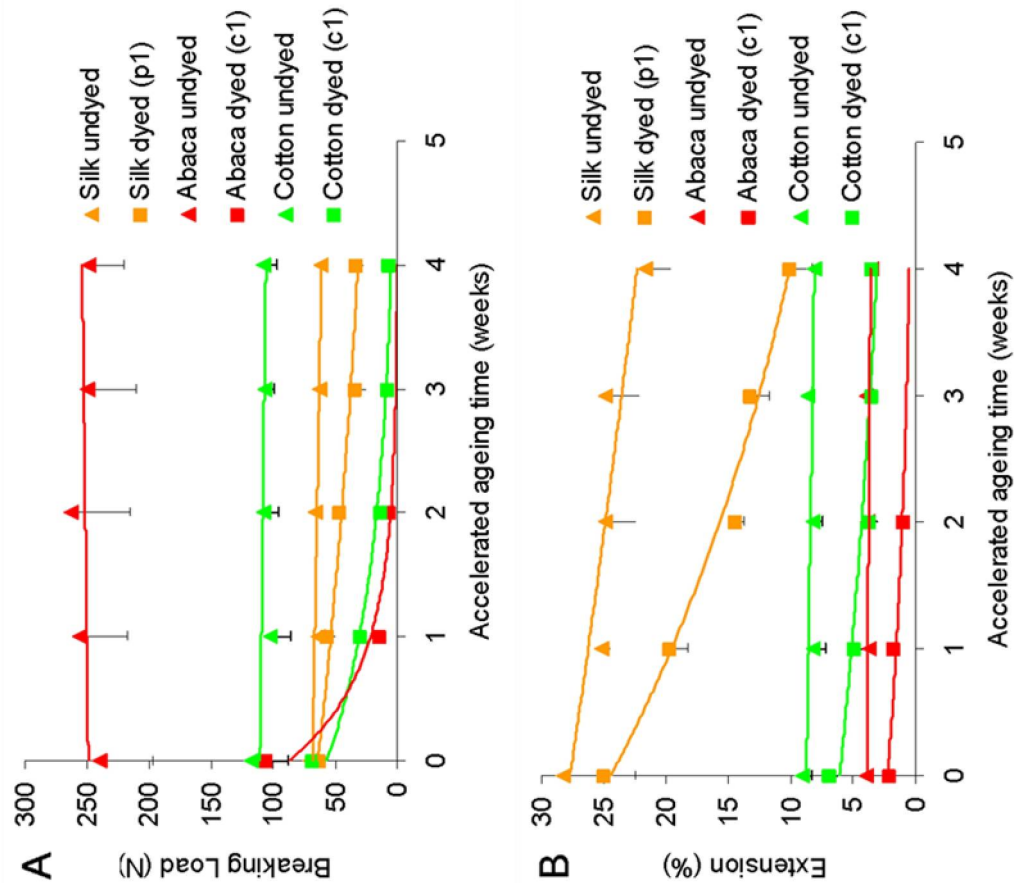 A
Breaking Load (N)
300
250
200
150
100
50
0
0
1
2
3
4
5
Accelerated ageing time (weeks)
Silk undyed
Silk dyed (p1)
Abaca undyed
Abaca dyed (c1)
Cotton undyed
Cotton dyed (c1)
B
Extension (%)
30
25
20
15
10
5
0
0
1
2
3
4
5
Accelerated ageing time (weeks)
Silk undyed
Silk dyed (p1)
Abaca undyed
Abaca dyed (c1)
Cotton undyed
Cotton dyed (c1)